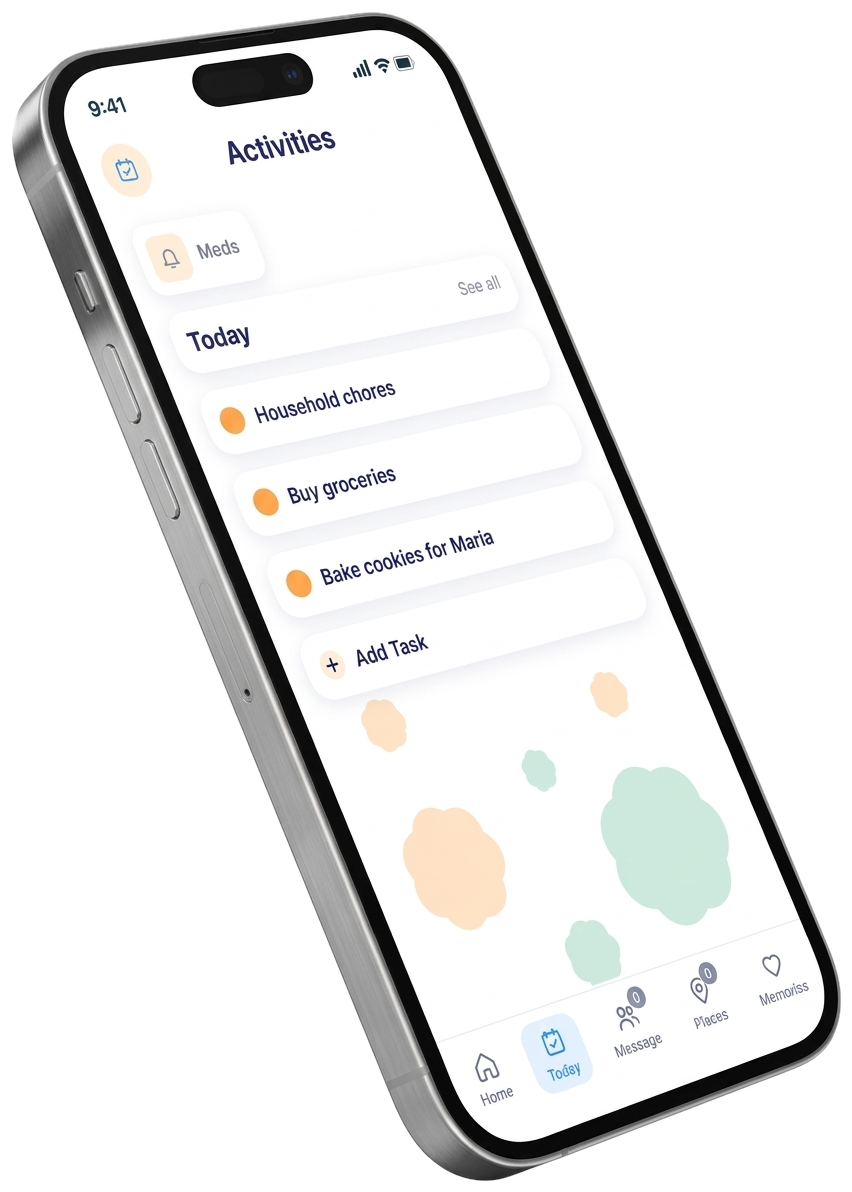 9:41
Activities
Meds
Today
See all
Household chores
Buy groceries
Bake cookies for Maria
Add Task
0
0
Home
Today
Message
Places
Memoriss